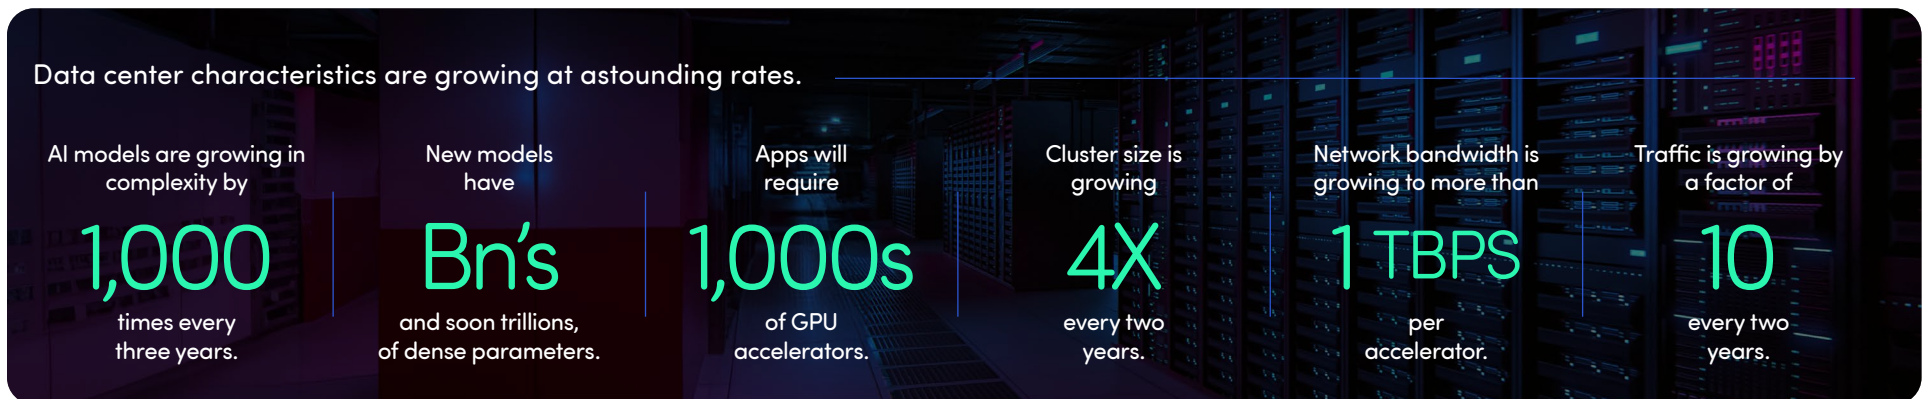 Data center characteristics are growing at astounding rates.
AI models are growing in
complexity by
1,000
times every
three years.
New models
have
Bn's
and soon trillions,
of dense parameters.
Apps will
require
1,000s
of GPU
accelerators.
Cluster size is
growing
4X
every two
years.
Network bandwidth is
growing to more than
1 TBPS
per
accelerator.
Traffic is growing by
a factor of
10
every two
years.